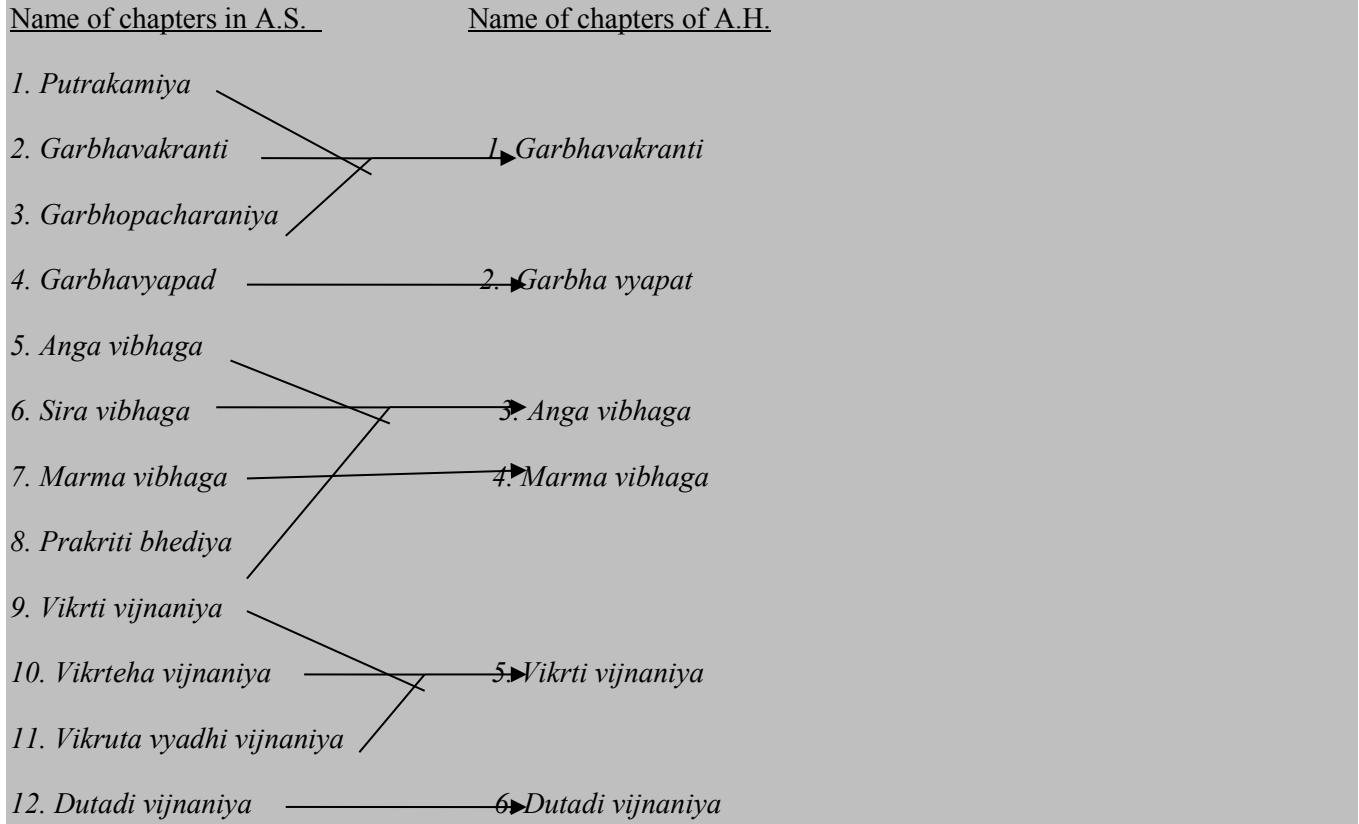 Name of chapters in A.S. Name of chapters of A.H.
1. Putrakamiya
2. Garbhavakranti 1. Garbhavakranti
3. Garbhopacharaniya
4. Garbhavyapad 2. Garbha vyapat
5. Anga vibhaga
6. Sira vibhaga 3. Anga vibhaga
7. Marma vibhaga 4. Marma vibhaga
8. Prakriti bhediya
9. Vikrti vijnaniya
10. Vikrteha vijnaniya 5. Vikrti vijnaniya
11. Vikruta vyadhi vijnaniya
12. Dutadi vijnaniya 6. Dutadi vijnaniya